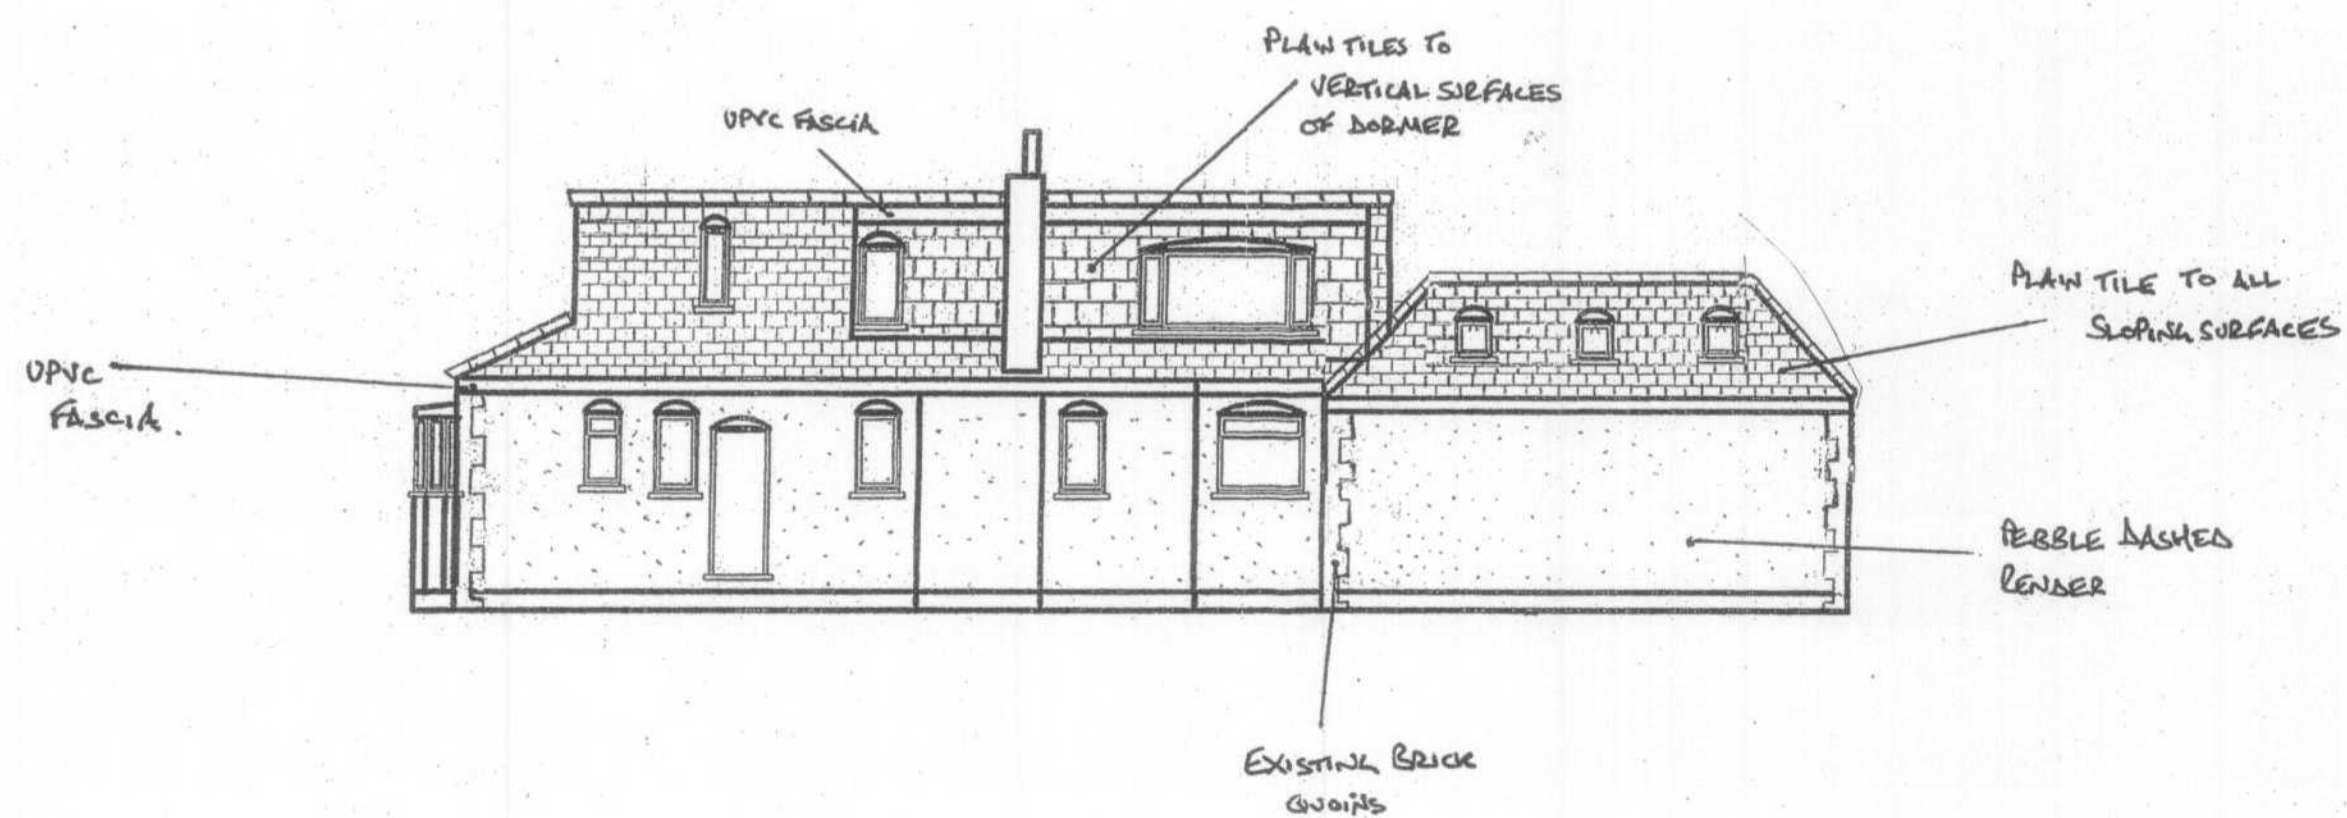 PLAIN TILES TO
VERTICAL SURFACES
OF DORMER
UPVC FASCIA
PLAIN TILE TO ALL
SLOPING SURFACES
UPVC
FASCIA.
PEBBLE DASHED
RENDER
EXISTING BRICK
QUOINS